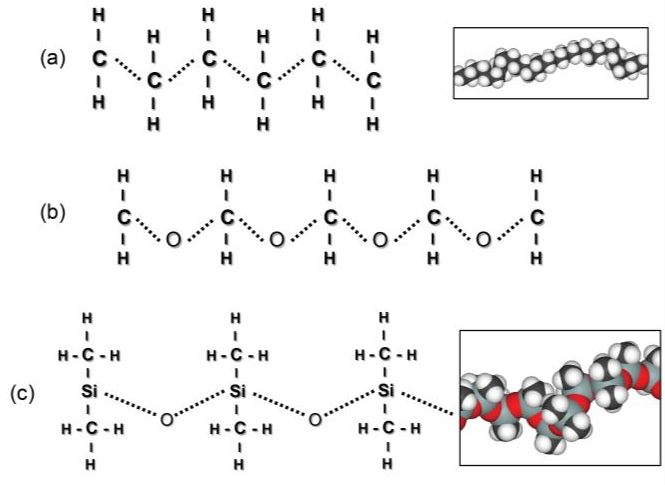 H H H
H H H
(a) C C C
C C C
H H H
H H H
H H H H H
(b) C C C C C
O O O O
H H H H H
H H H
H - C - H H - C - H H - C - H
(c) Si Si Si
O O
H - C - H H - C - H H - C - H
H H H